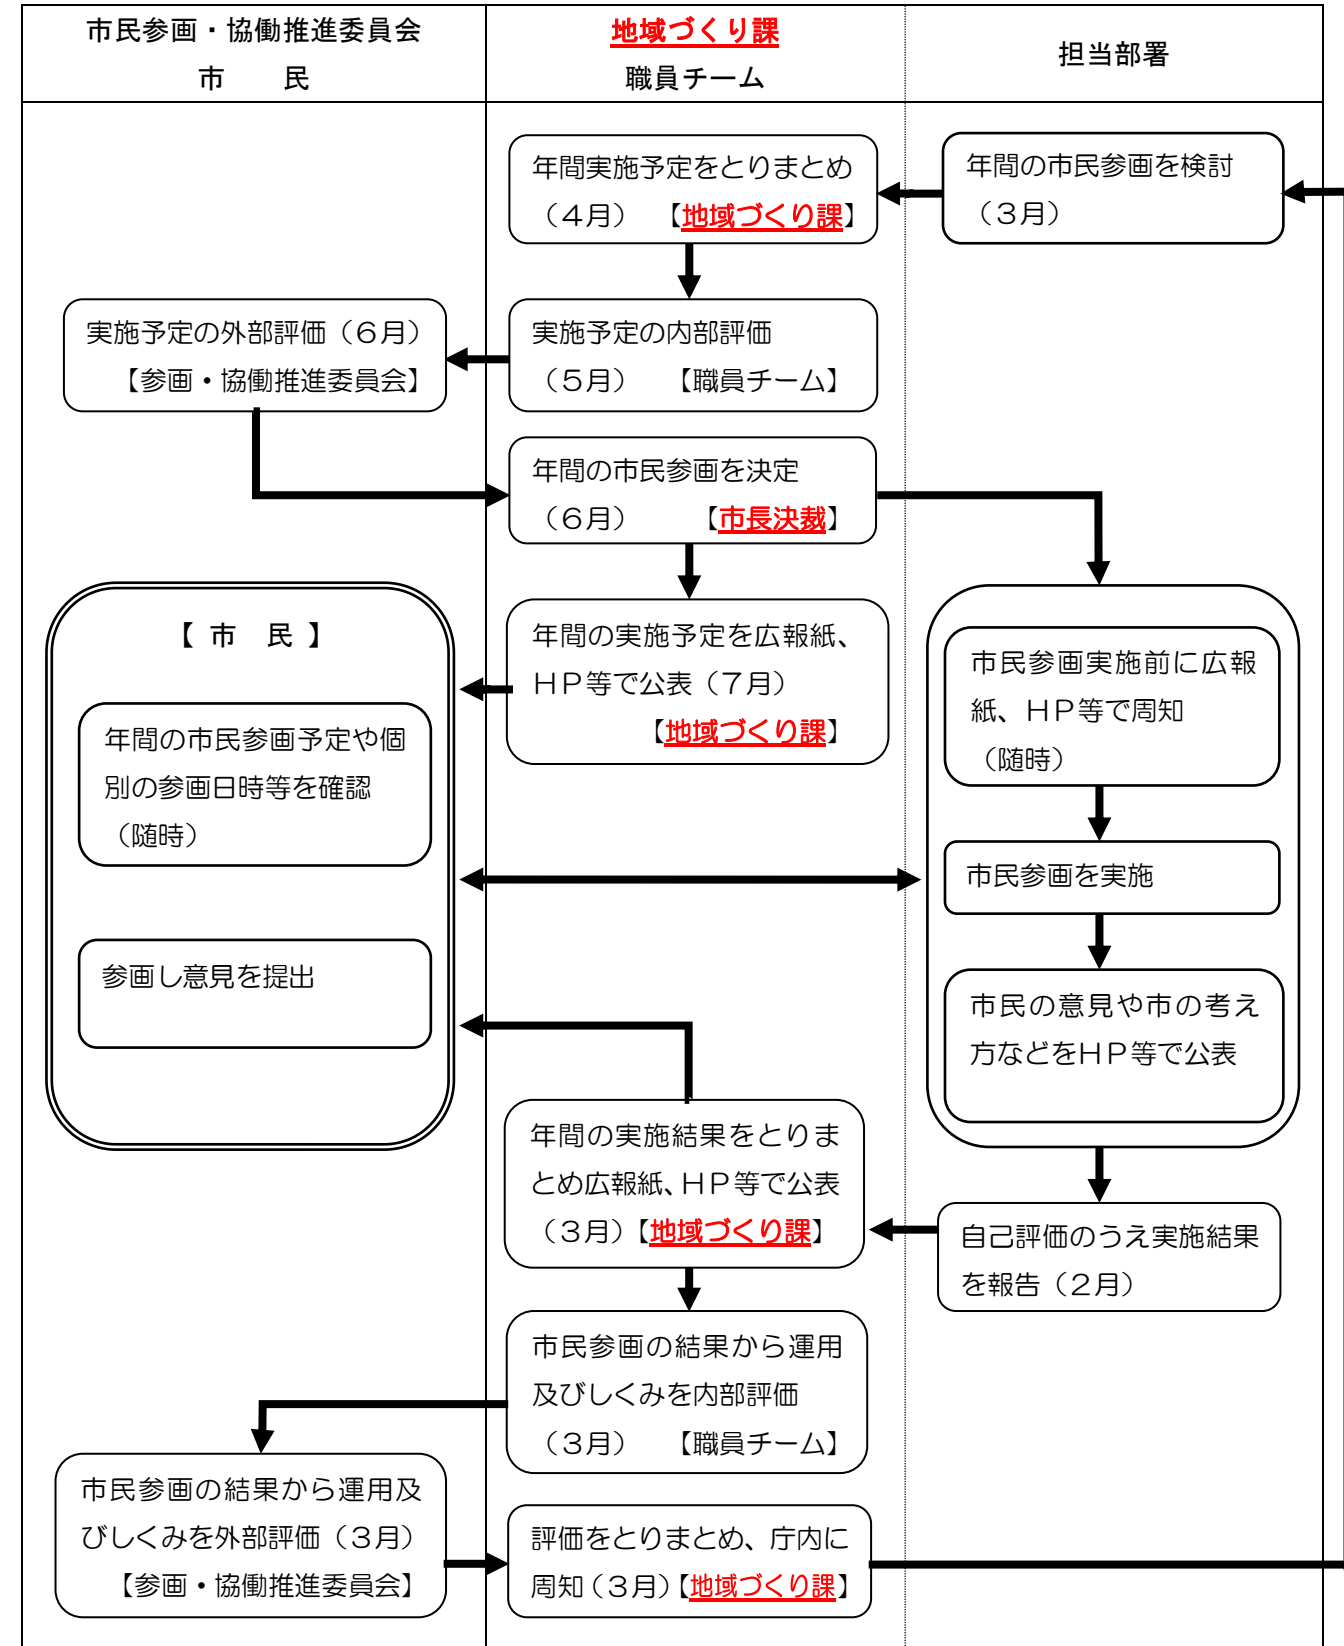 市民参画・協働推進委員会
市　　民
地域づくり課
職員チーム
担当部署
年間の市民参画を検討
（３月）
年間実施予定をとりまとめ
（４月）　【地域づくり課】
実施予定の内部評価
（５月）　【職員チーム】
実施予定の外部評価（６月）
【参画・協働推進委員会】
年間の市民参画を決定
（６月）　　【市長決裁】
年間の実施予定を広報紙、
ＨＰ等で公表（７月）
【地域づくり課】
【 市　民 】
年間の市民参画予定や個
別の参画日時等を確認
（随時）
参画し意見を提出
市民参画実施前に広報
紙、ＨＰ等で周知
（随時）
市民参画を実施
市民の意見や市の考え
方などをＨＰ等で公表
自己評価のうえ実施結果
を報告（２月）
年間の実施結果をとりま
とめ広報紙、ＨＰ等で公表
（３月）【地域づくり課】
市民参画の結果から運用
及びしくみを内部評価
（３月）　【職員チーム】
市民参画の結果から運用及
びしくみを外部評価（３月）
【参画・協働推進委員会】
評価をとりまとめ、庁内に
周知（３月）【地域づくり課】